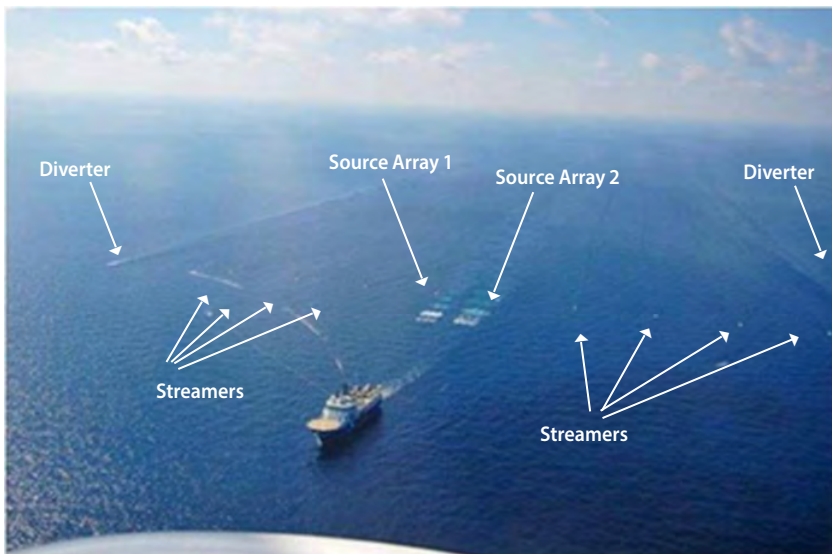 Source Array 1
Source Array 2
Diverter
Diverter
Streamers
Streamers